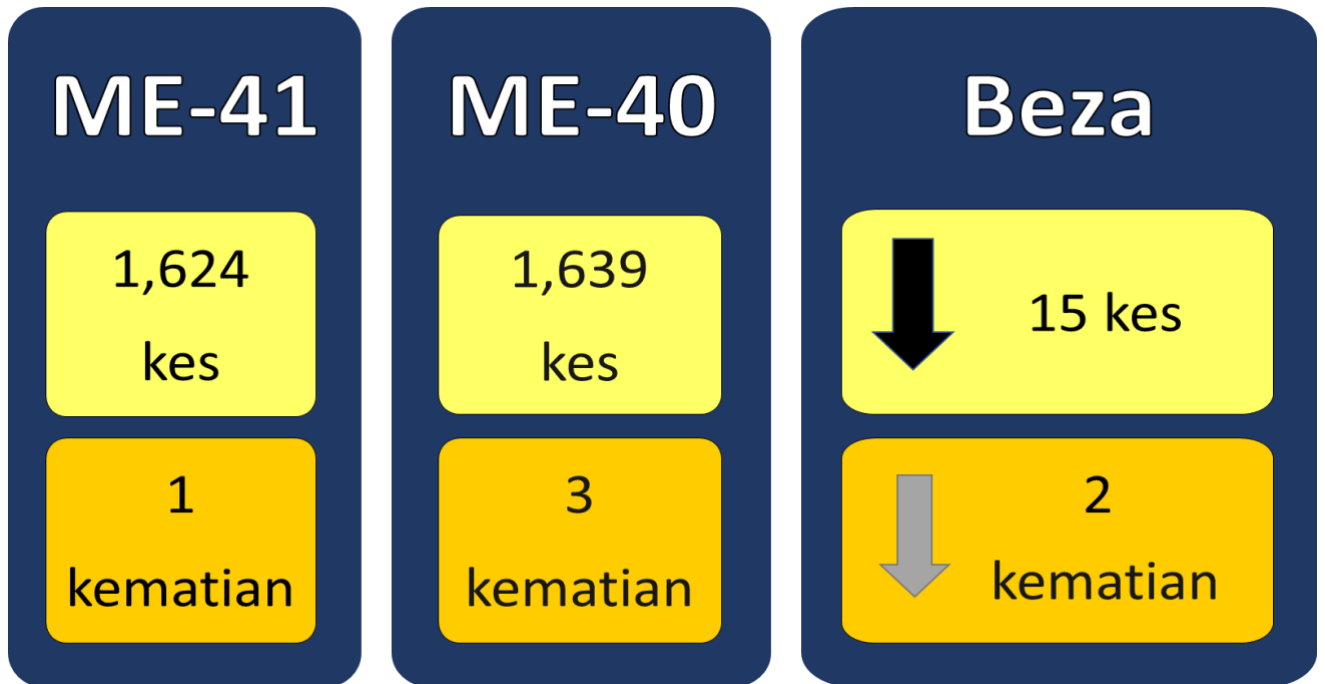 ME-41
1,624
kes
1
kematian
ME-40
1,639
kes
3
kematian
Beza
15 kes
2
kematian